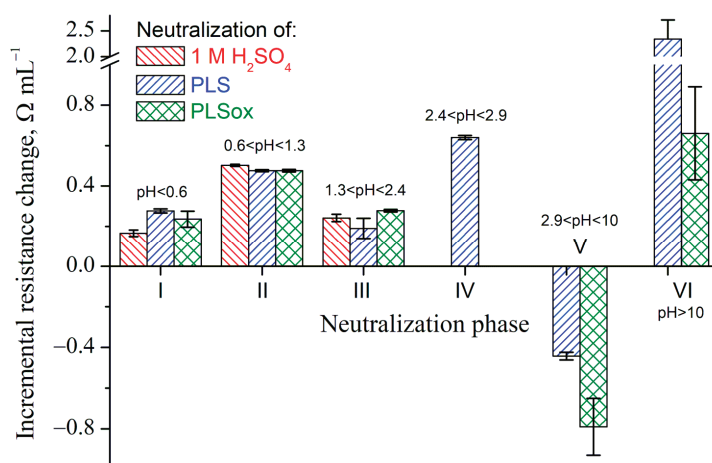 Neutralization of:
1 M H₂SO₄
PLS
PLSox
Incremental resistance change, Ω mL⁻¹
2.5
2.0
0.8
0.4
0.0
−0.4
−0.8
pH<0.6
0.6<pH<1.3
1.3<pH<2.4
2.4<pH<2.9
2.9<pH<10
V
I
II
III
IV
VI
pH>10
Neutralization phase